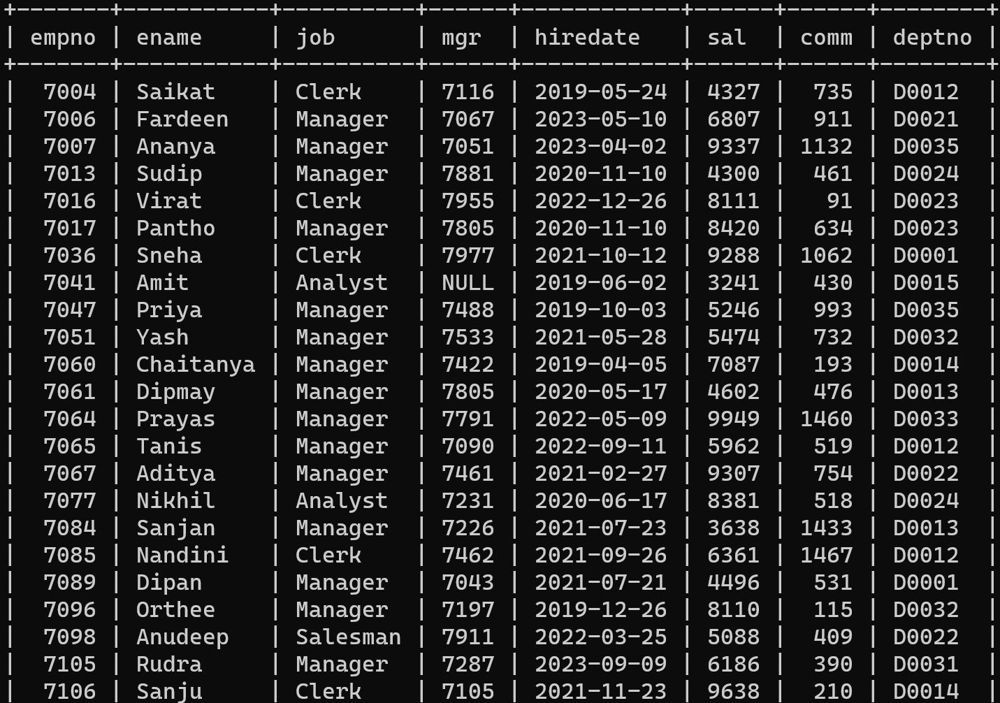 +-------+-----------+----------+------+------------+------+------+--------+
| empno | ename     | job      | mgr  | hiredate   | sal  | comm | deptno |
+-------+-----------+----------+------+------------+------+------+--------+
|  7004 | Saikat    | Clerk    | 7116 | 2019-05-24 | 4327 |  735 | D0012  |
|  7006 | Fardeen   | Manager  | 7067 | 2023-05-10 | 6807 |  911 | D0021  |
|  7007 | Ananya    | Manager  | 7051 | 2023-04-02 | 9337 | 1132 | D0035  |
|  7013 | Sudip     | Manager  | 7881 | 2020-11-10 | 4300 |  461 | D0024  |
|  7016 | Virat     | Clerk    | 7955 | 2022-12-26 | 8111 |   91 | D0023  |
|  7017 | Pantho    | Manager  | 7805 | 2020-11-10 | 8420 |  634 | D0023  |
|  7036 | Sneha     | Clerk    | 7977 | 2021-10-12 | 9288 | 1062 | D0001  |
|  7041 | Amit      | Analyst  | NULL | 2019-06-02 | 3241 |  430 | D0015  |
|  7047 | Priya     | Manager  | 7488 | 2019-10-03 | 5246 |  993 | D0035  |
|  7051 | Yash      | Manager  | 7533 | 2021-05-28 | 5474 |  732 | D0032  |
|  7060 | Chaitanya | Manager  | 7422 | 2019-04-05 | 7087 |  193 | D0014  |
|  7061 | Dipmay    | Manager  | 7805 | 2020-05-17 | 4602 |  476 | D0013  |
|  7064 | Prayas    | Manager  | 7791 | 2022-05-09 | 9949 | 1460 | D0033  |
|  7065 | Tanis     | Manager  | 7090 | 2022-09-11 | 5962 |  519 | D0012  |
|  7067 | Aditya    | Manager  | 7461 | 2021-02-27 | 9307 |  754 | D0022  |
|  7077 | Nikhil    | Analyst  | 7231 | 2020-06-17 | 8381 |  518 | D0024  |
|  7084 | Sanjan    | Manager  | 7226 | 2021-07-23 | 3638 | 1433 | D0013  |
|  7085 | Nandini   | Clerk    | 7462 | 2021-09-26 | 6361 | 1467 | D0012  |
|  7089 | Dipan     | Manager  | 7043 | 2021-07-21 | 4496 |  531 | D0001  |
|  7096 | Orthee    | Manager  | 7197 | 2019-12-26 | 8110 |  115 | D0032  |
|  7098 | Anudeep   | Salesman | 7911 | 2022-03-25 | 5088 |  409 | D0022  |
|  7105 | Rudra     | Manager  | 7287 | 2023-09-09 | 6186 |  390 | D0031  |
|  7106 | Sanju     | Clerk    | 7105 | 2021-11-23 | 9638 |  210 | D0014  |